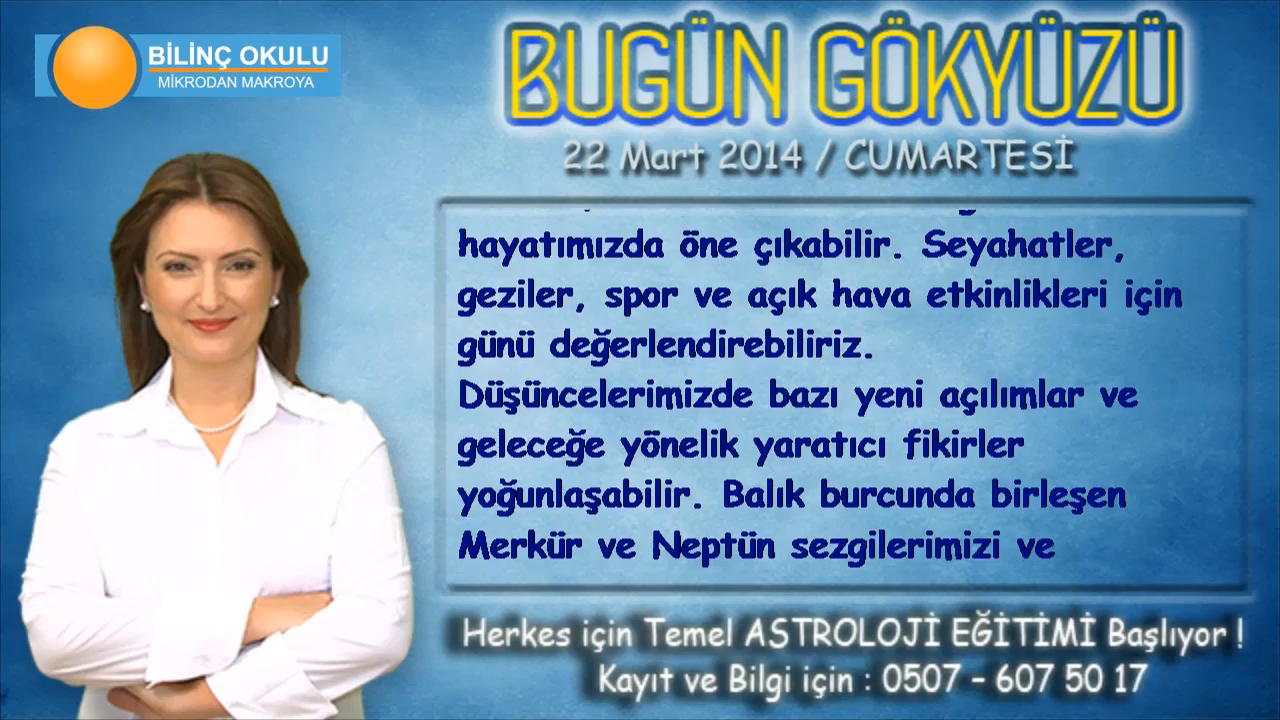 BİLİNÇ OKULU
MİKRODAN MAKROYA
BUGÜN GÖKYÜZÜ
22 Mart 2014 / CUMARTESİ
hayatımızda öne çıkabilir. Seyahatler,
geziler, spor ve açık hava etkinlikleri için
günü değerlendirebiliriz.
Düşüncelerimizde bazı yeni açılımlar ve
geleceğe yönelik yaratıcı fikirler
yoğunlaşabilir. Balık burcunda birleşen
Merkür ve Neptün sezgilerimizi ve
Herkes için Temel ASTROLOJİ EĞİTİMİ Başlıyor !
Kayıt ve Bilgi için : 0507 – 607 50 17